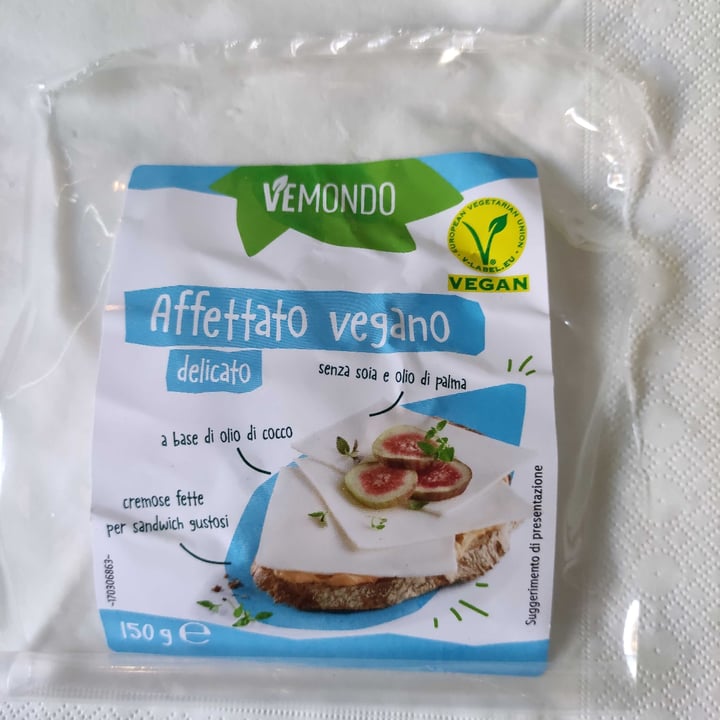 VEMONDO
EUROPEAN VEGETARIAN UNION
V-LABEL.EU
VEGAN
Affettato vegano
delicato
senza soia e olio di palma
a base di olio di cocco
cremose fette
per sandwich gustosi
Suggerimento di presentazione
-170306863-
150 g e